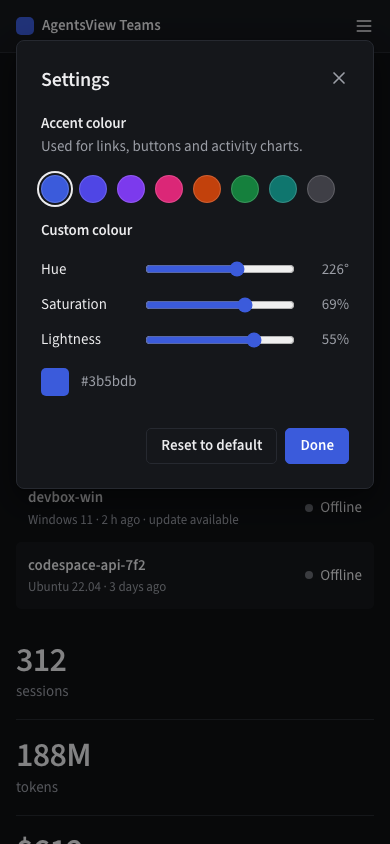 AgentsView Teams
Settings
Accent colour
Used for links, buttons and activity charts.
Custom colour
Hue 226°
Saturation 69%
Lightness 55%
#3b5bdb
Reset to default Done
devbox-win
Windows 11 · 2 h ago · update available
Offline
codespace-api-7f2
Ubuntu 22.04 · 3 days ago
Offline
312
sessions
188M
tokens